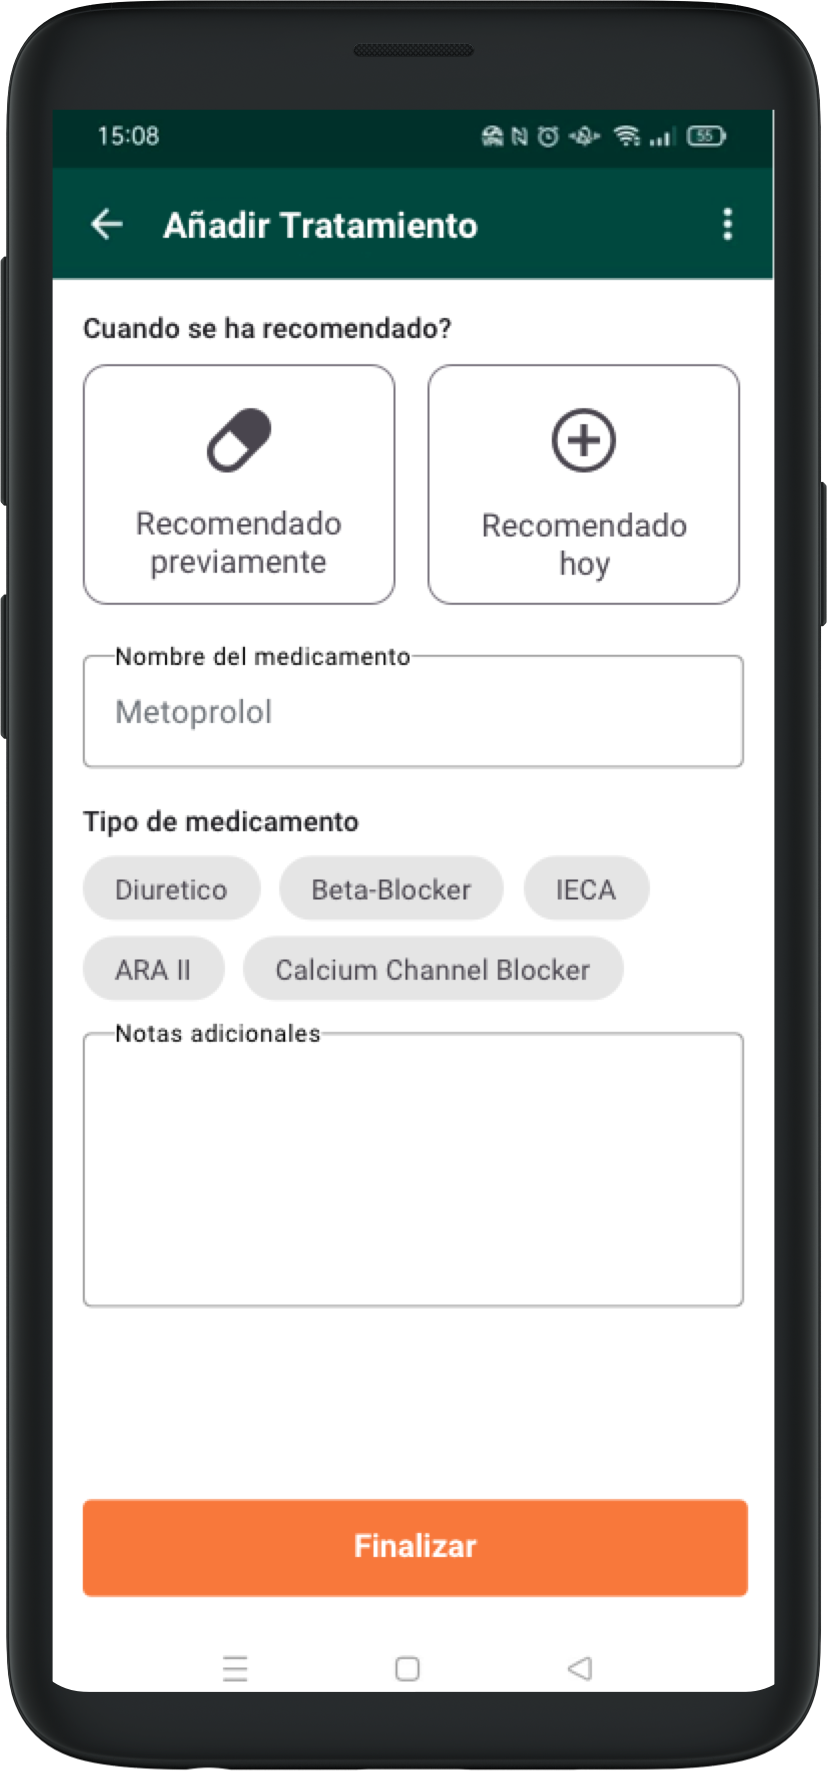 15:08
55
Añadir Tratamiento
Cuando se ha recomendado?
Recomendado
previamente
Recomendado
hoy
Nombre del medicamento
Metoprolol
Tipo de medicamento
Diuretico
Beta-Blocker
IECA
ARA II
Calcium Channel Blocker
Notas adicionales
Finalizar